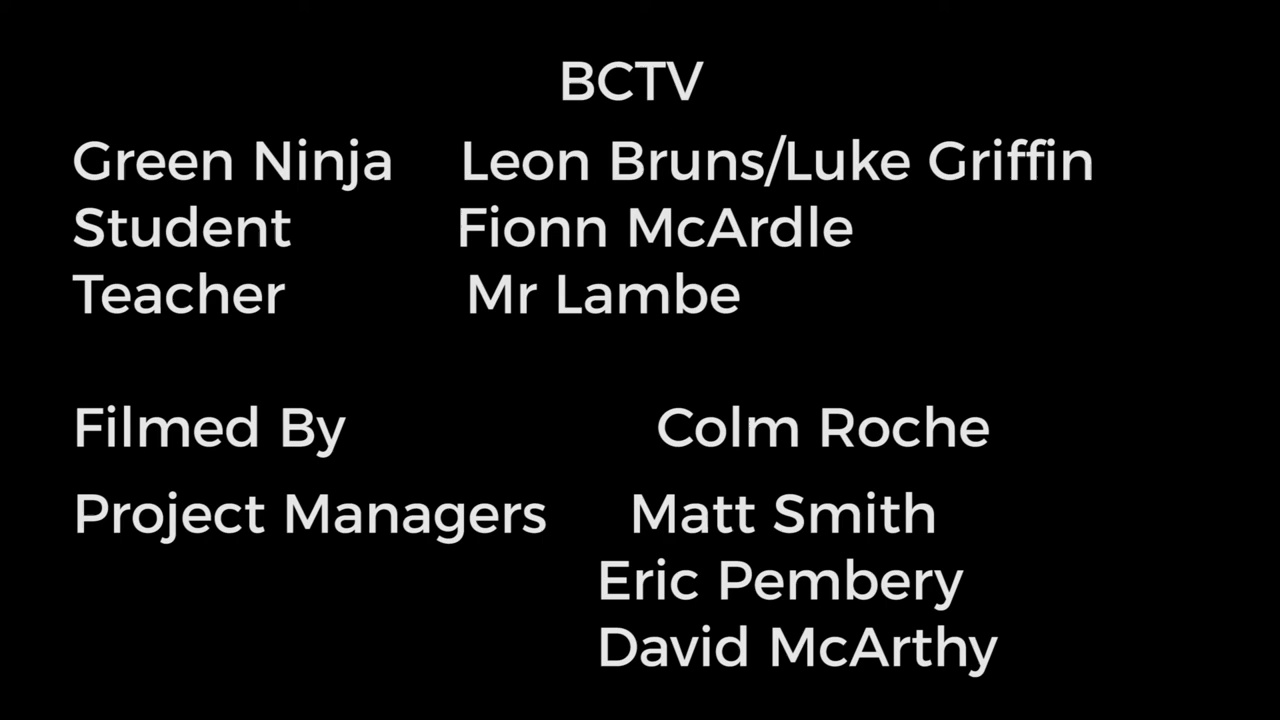 BCTV
Green Ninja Leon Bruns/Luke Griffin
Student Fionn McArdle
Teacher Mr Lambe
Filmed By Colm Roche
Project Managers Matt Smith
Eric Pembery
David McArthy